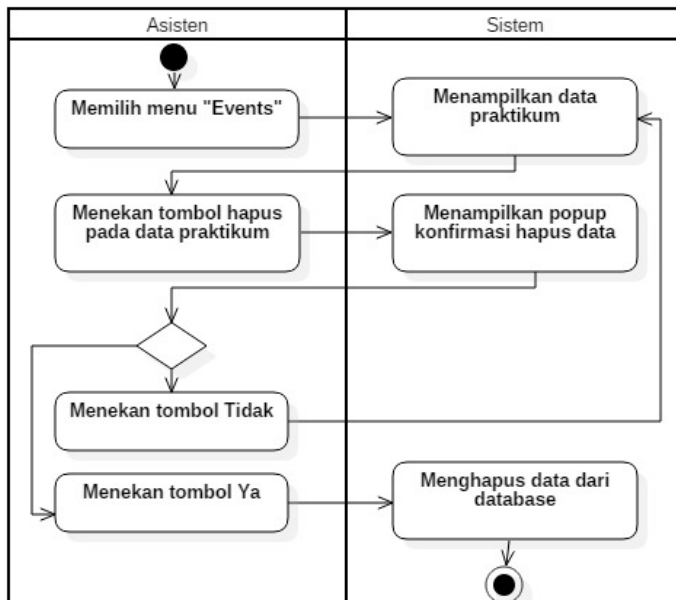 Asisten
Sistem
Memilih menu "Events"
Menampilkan data
praktikum
Menekan tombol hapus
pada data praktikum
Menampilkan popup
konfirmasi hapus data
Menekan tombol Tidak
Menekan tombol Ya
Menghapus data dari
database